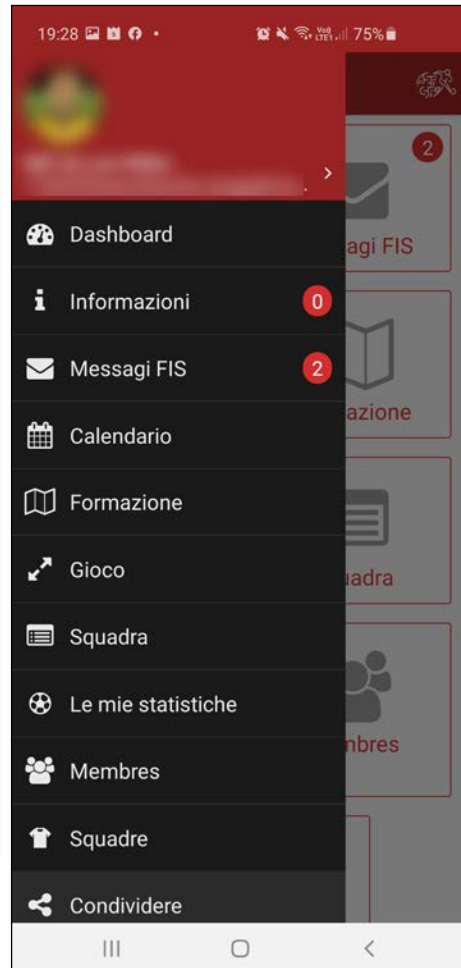 19:28
75%
2
Dashboard
agi FIS
Informazioni 0
Messagi FIS 2
azione
Calendario
Formazione
Gioco
uadra
Squadra
Le mie statistiche
nbres
Membres
Squadre
Condividere